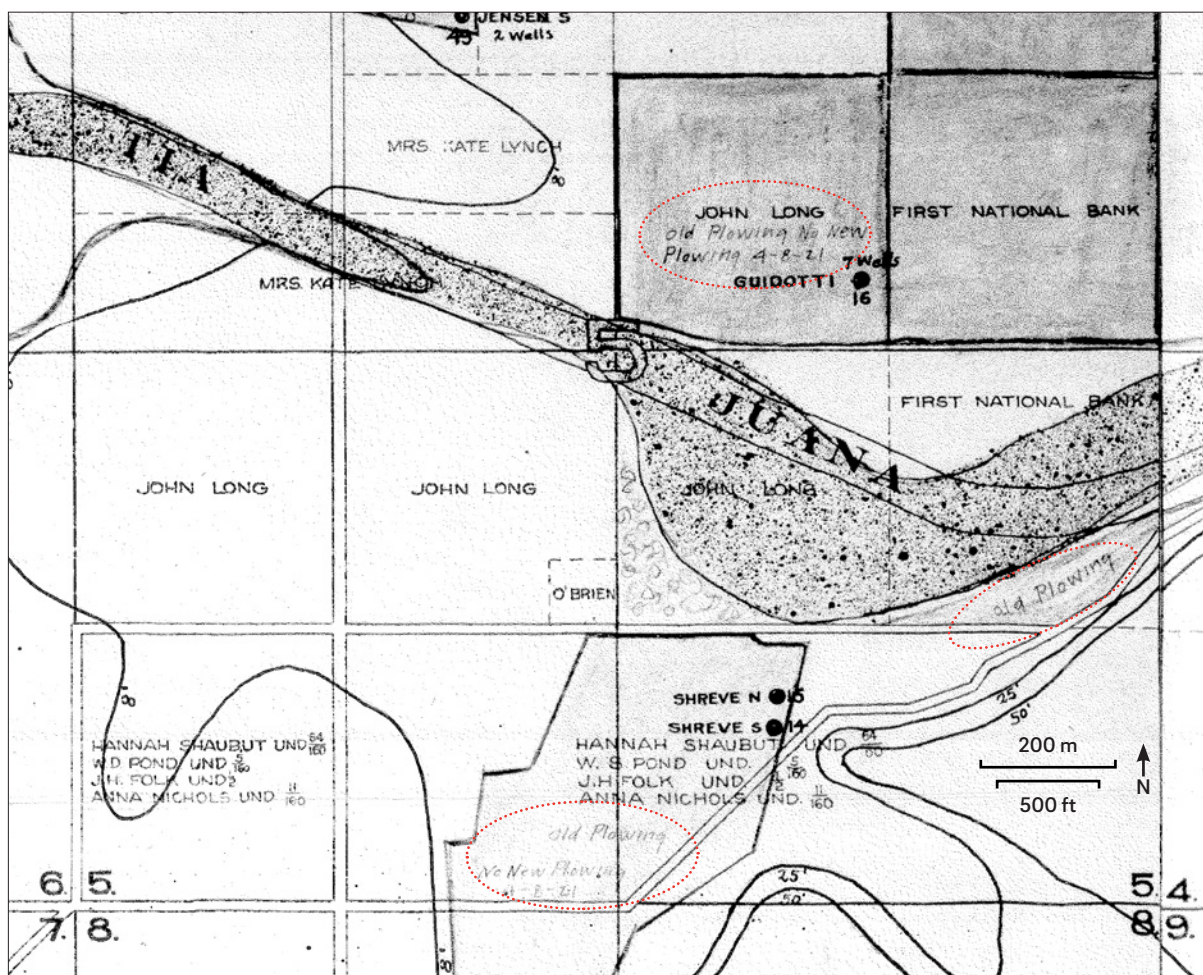 JENSEN S
45 2 Wells
MRS. KATE LYNCH
TIA
JOHN LONG
old Plowing No New
Plowing 4-8-21
7 Wells
GUIDOTTI
16
FIRST NATIONAL BANK
MRS. KATE LYNCH
JUANA
FIRST NATIONAL BANK
JOHN LONG
JOHN LONG
JOHN LONG
O'BRIEN
old Plowing
SHREVE N 15
SHREVE S 14
25'
50'
HANNAH SHAUBUT UND 64/160
W.D. POND UND 5/160
J.H. FOLK UND 1/2
ANNA NICHOLS UND 11/160
HANNAH SHAUBUT UND 64/160
W. S. POND UND. 5/160
J.H. FOLK UND 1/2
ANNA NICHOLS UND. 11/160
200 m
500 ft
N
old Plowing
No New Plowing
4-8-21
25'
50'
6. 5.
7. 8.
5. 4.
8. 9.